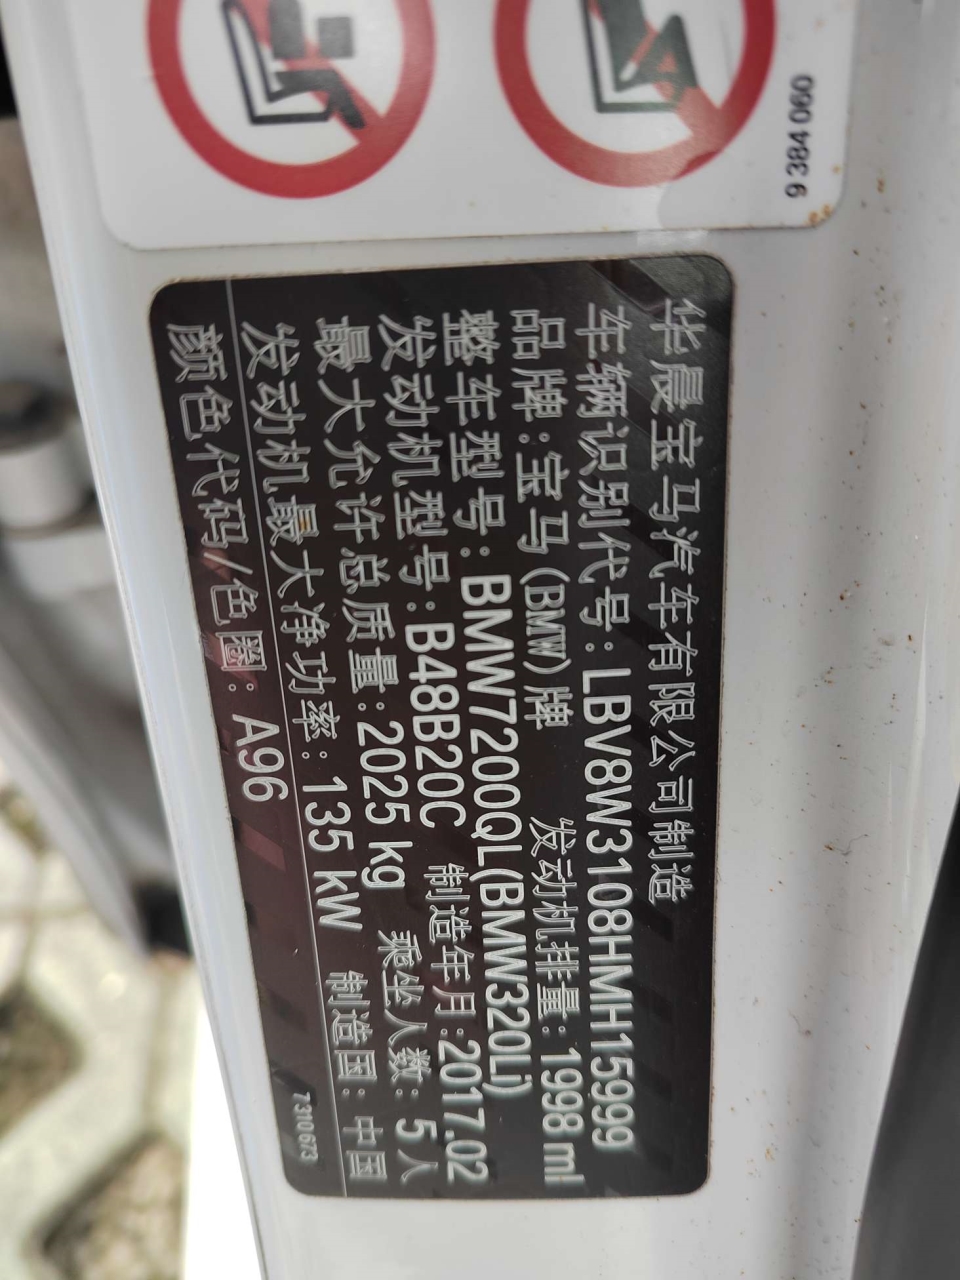 9 384 060
华晨宝马汽车有限公司制造
车辆识别代号:LBV8W3108HMH15999
品牌:宝马(BMW)牌 发动机排量:1998 ml
整车型号:BMW7200QL(BMW320Li)
发动机型号:B48B20C 制造年月:2017.02
最大允许总质量:2025 kg 乘坐人数:5人
发动机最大净功率:135 kW 制造国:中国
颜色代码/色圈:A96
7310673